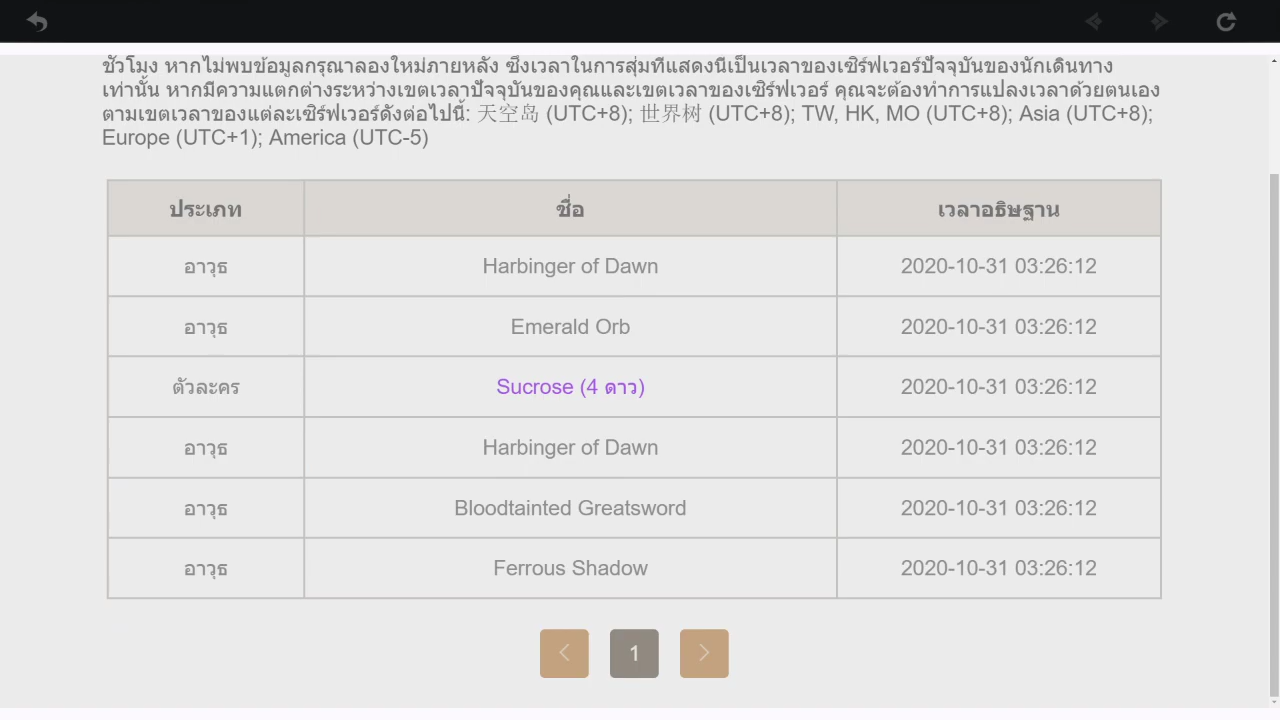 ชั่วโมง หากไม่พบข้อมูลกรุณาลองใหม่ภายหลัง ซึ่งเวลาในการสุ่มที่แสดงนี้เป็นเวลาของเซิร์ฟเวอร์ปัจจุบันของนักเดินทาง
เท่านั้น หากมีความแตกต่างระหว่างเขตเวลาปัจจุบันของคุณและเขตเวลาของเซิร์ฟเวอร์ คุณจะต้องทำการแปลงเวลาด้วยตนเอง
ตามเขตเวลาของแต่ละเซิร์ฟเวอร์ดังต่อไปนี้: 天空岛 (UTC+8); 世界树 (UTC+8); TW, HK, MO (UTC+8); Asia (UTC+8);
Europe (UTC+1); America (UTC-5)
ประเภท ชื่อ เวลาอธิษฐาน
อาวุธ Harbinger of Dawn 2020-10-31 03:26:12
อาวุธ Emerald Orb 2020-10-31 03:26:12
ตัวละคร Sucrose (4 ดาว) 2020-10-31 03:26:12
อาวุธ Harbinger of Dawn 2020-10-31 03:26:12
อาวุธ Bloodtainted Greatsword 2020-10-31 03:26:12
อาวุธ Ferrous Shadow 2020-10-31 03:26:12
1